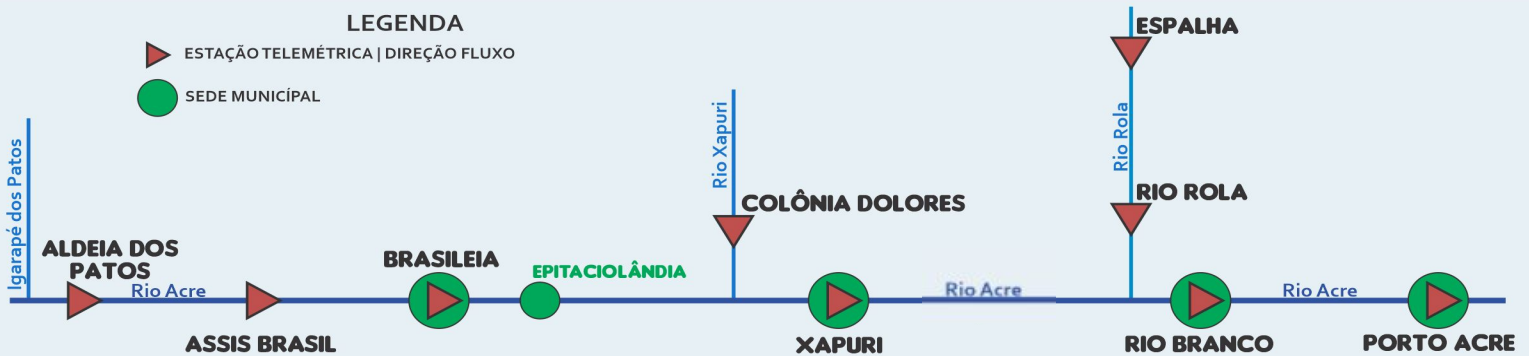 LEGENDA
ESTAÇÃO TELEMÉTRICA | DIREÇÃO FLUXO
SEDE MUNICÍPAL
Igarapé dos Patos
ALDEIA DOS
PATOS
Rio Acre
ASSIS BRASIL
BRASILEIA
EPITACIOLÂNDIA
Rio Xapuri
COLÔNIA DOLORES
XAPURI
Rio Acre
ESPALHA
Rio Rola
RIO ROLA
RIO BRANCO
Rio Acre
PORTO ACRE